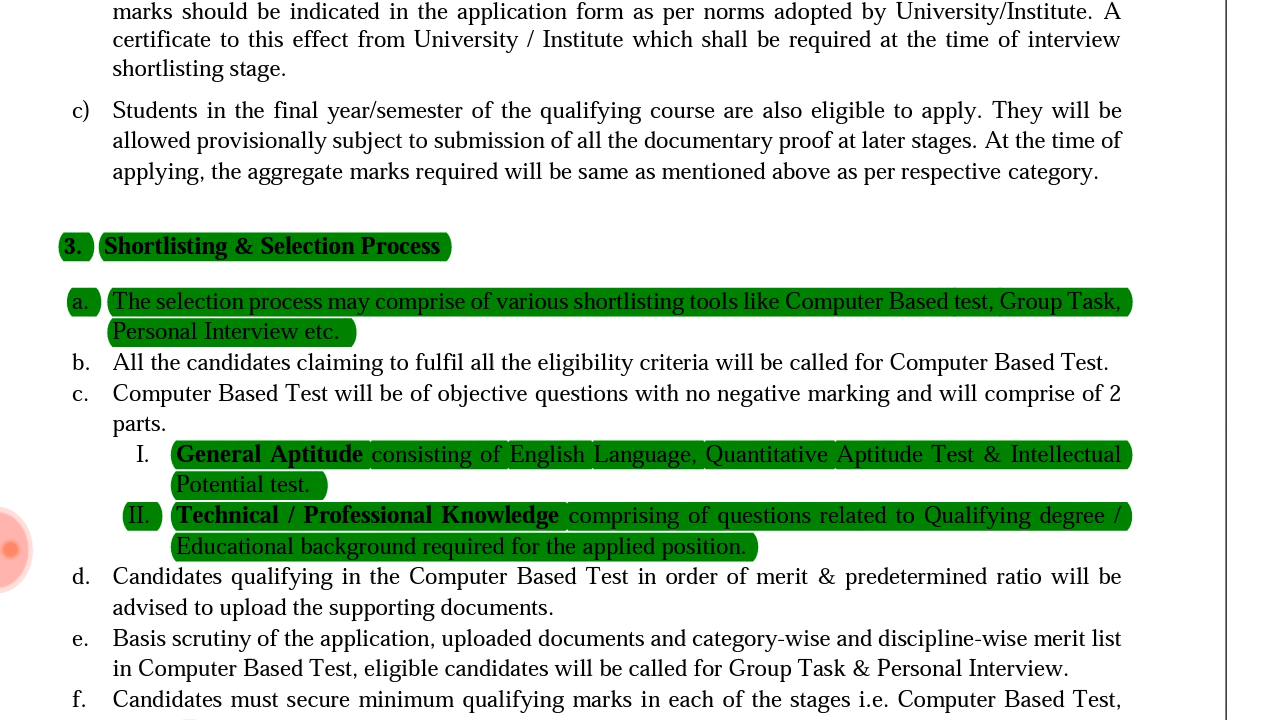 marks should be indicated in the application form as per norms adopted by University/Institute. A
certificate to this effect from University / Institute which shall be required at the time of interview
shortlisting stage.
c) Students in the final year/semester of the qualifying course are also eligible to apply. They will be
allowed provisionally subject to submission of all the documentary proof at later stages. At the time of
applying, the aggregate marks required will be same as mentioned above as per respective category.
3. Shortlisting & Selection Process
a. The selection process may comprise of various shortlisting tools like Computer Based test, Group Task,
Personal Interview etc.
b. All the candidates claiming to fulfil all the eligibility criteria will be called for Computer Based Test.
c. Computer Based Test will be of objective questions with no negative marking and will comprise of 2
parts.
I. General Aptitude consisting of English Language, Quantitative Aptitude Test & Intellectual
Potential test.
II. Technical / Professional Knowledge comprising of questions related to Qualifying degree /
Educational background required for the applied position.
d. Candidates qualifying in the Computer Based Test in order of merit & predetermined ratio will be
advised to upload the supporting documents.
e. Basis scrutiny of the application, uploaded documents and category-wise and discipline-wise merit list
in Computer Based Test, eligible candidates will be called for Group Task & Personal Interview.
f. Candidates must secure minimum qualifying marks in each of the stages i.e. Computer Based Test,